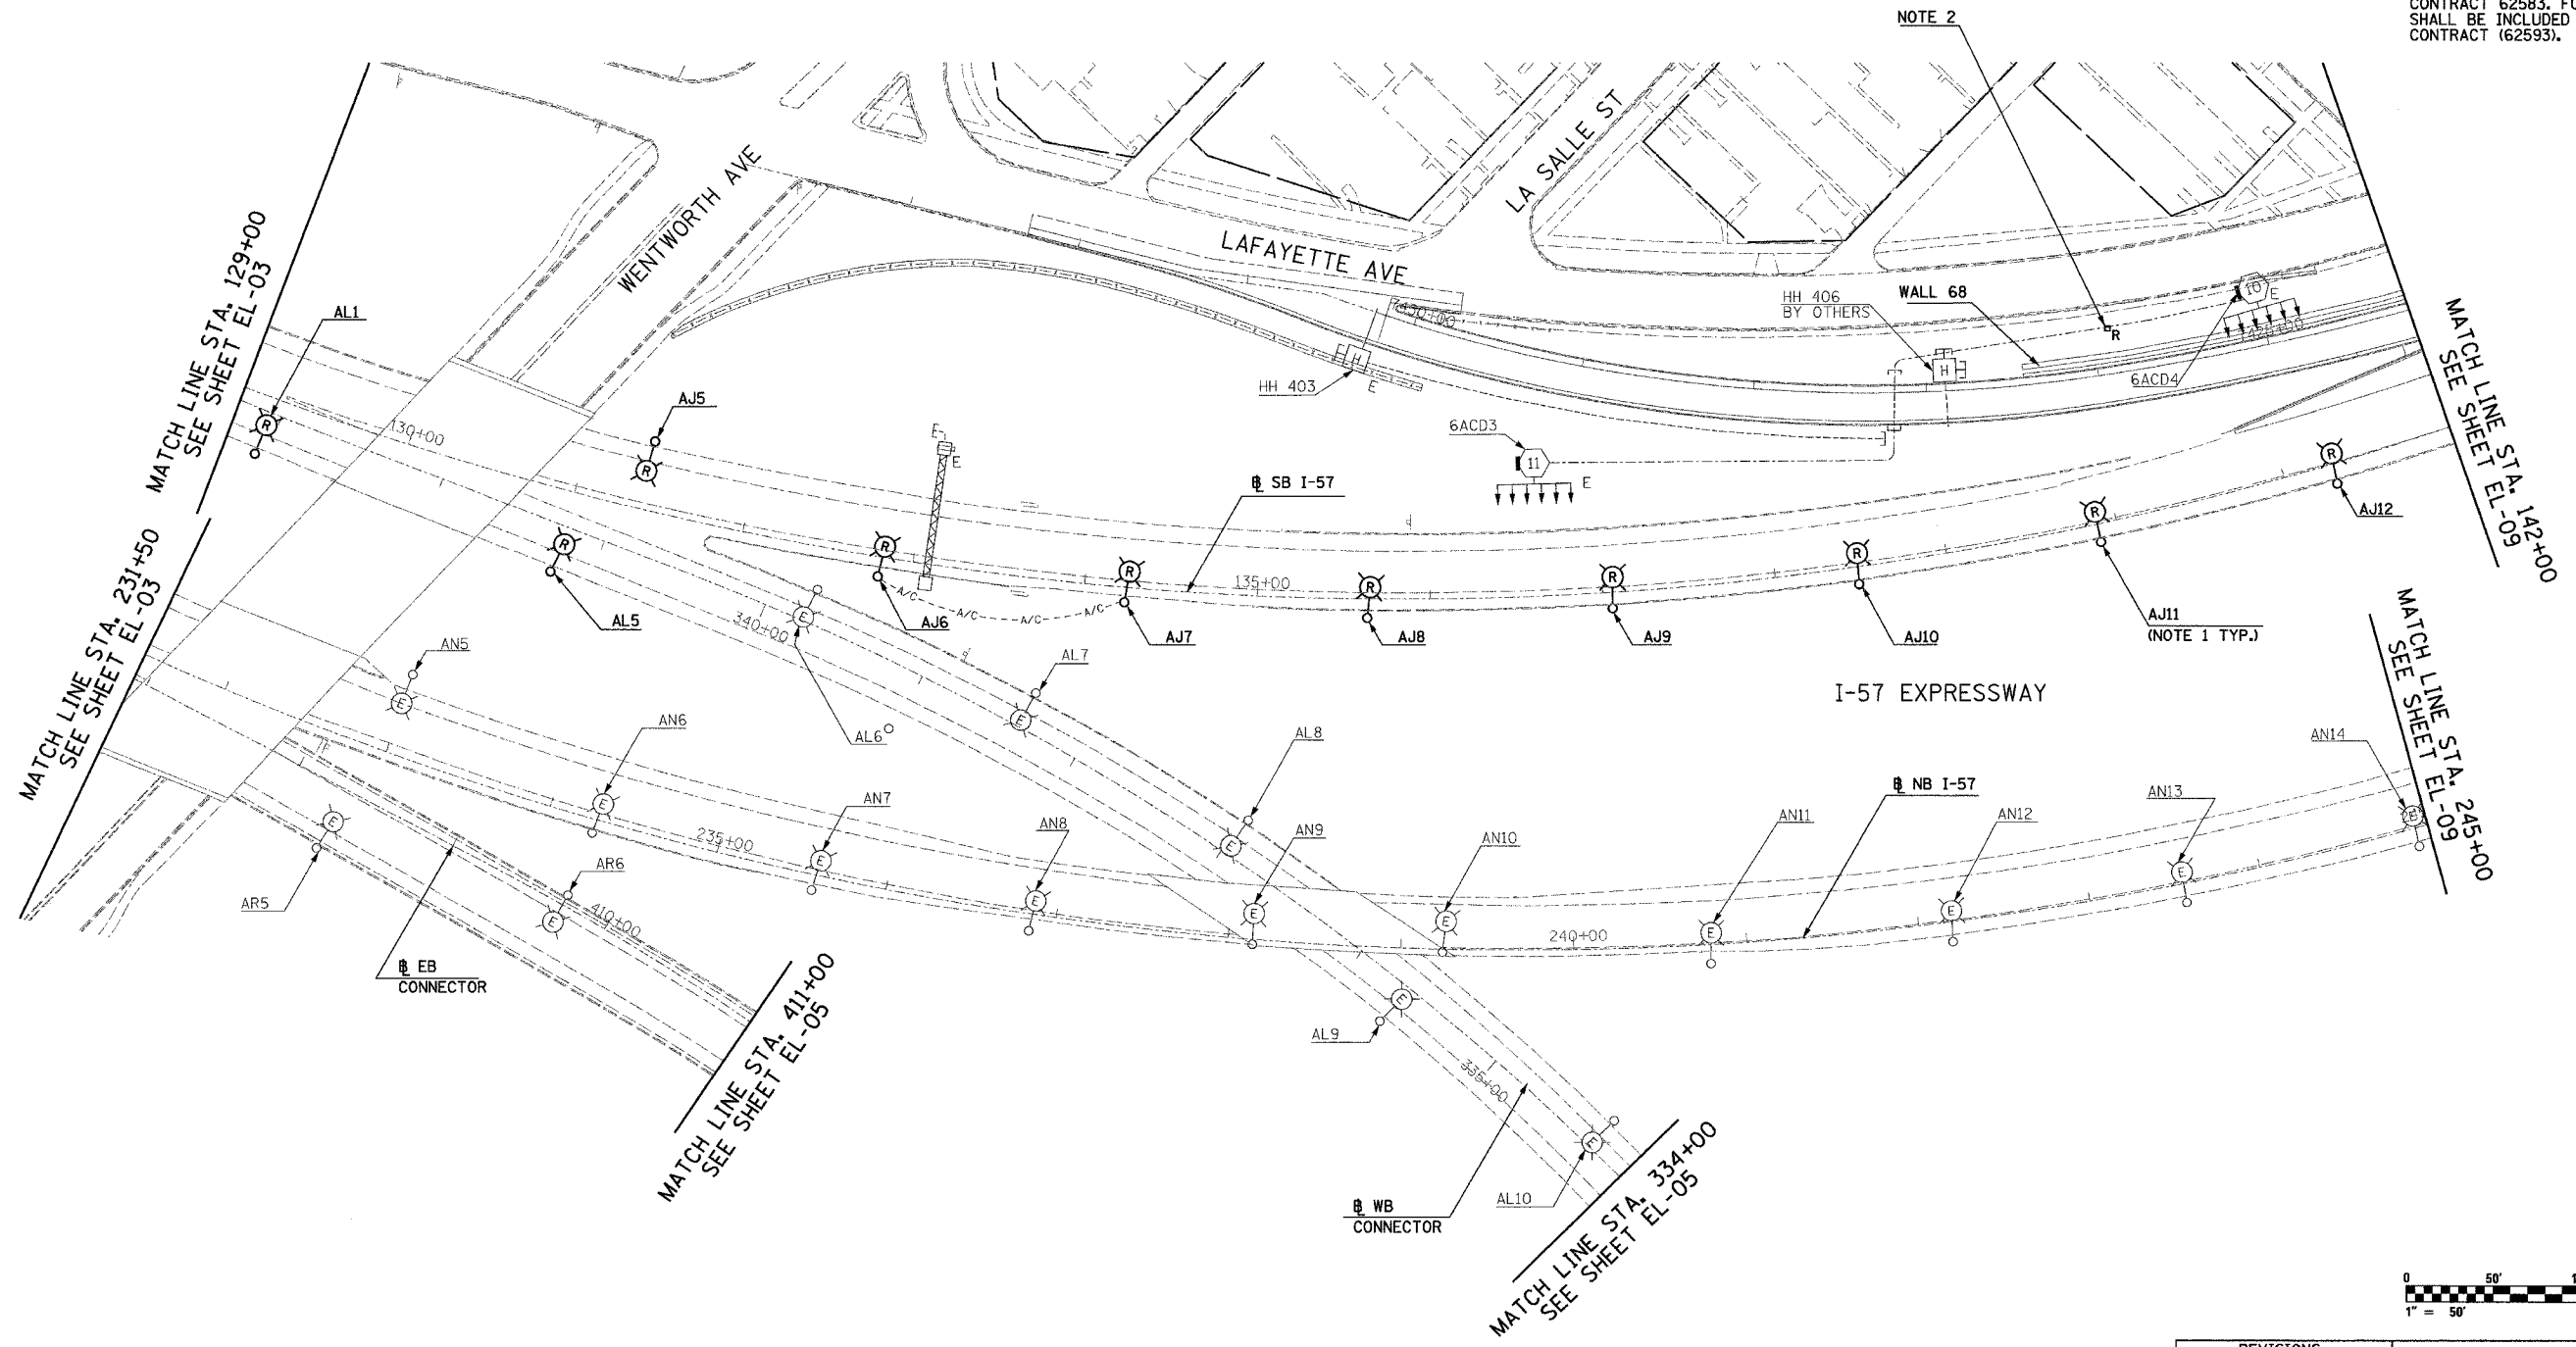 CONTRACT 62583.
SHALL BE INCLUDED
CONTRACT (62593).
NOTE 2
WENTWORTH AVE
LA SALLE ST
LAFAYETTE AVE
MATCH LINE STA. 129+00
SEE SHEET EL-03
AL1
R
130+00
AJ5
R
HH 403
H
E
HH 406
BY OTHERS
H
WALL 68
R
6ACD4
10
E
6ACD3
11
E
E
E
℄ SB I-57
MATCH LINE STA. 142+00
SEE SHEET EL-09
R
AJ12
R
AJ11
(NOTE 1 TYP.)
R
AJ10
R
AJ9
R
AJ8
135+00
R
AJ7
A/C
A/C
A/C
A/C
R
AJ6
R
AL5
340+00
E
AL6
AL7
E
AL8
E
I-57 EXPRESSWAY
MATCH LINE STA. 231+50
SEE SHEET EL-03
AN5
E
AN6
E
235+00
AN7
E
AN8
E
AN9
E
AN10
E
240+00
AN11
E
℄ NB I-57
AN12
E
AN13
E
AN14
MATCH LINE STA. 245+00
SEE SHEET EL-09
AR5
E
AR6
E
410+00
℄ EB
CONNECTOR
MATCH LINE STA. 411+00
SEE SHEET EL-05
AL9
E
335+00
AL10
E
℄ WB
CONNECTOR
MATCH LINE STA. 334+00
SEE SHEET EL-05
0 50'
1" = 50'
REVISIONS